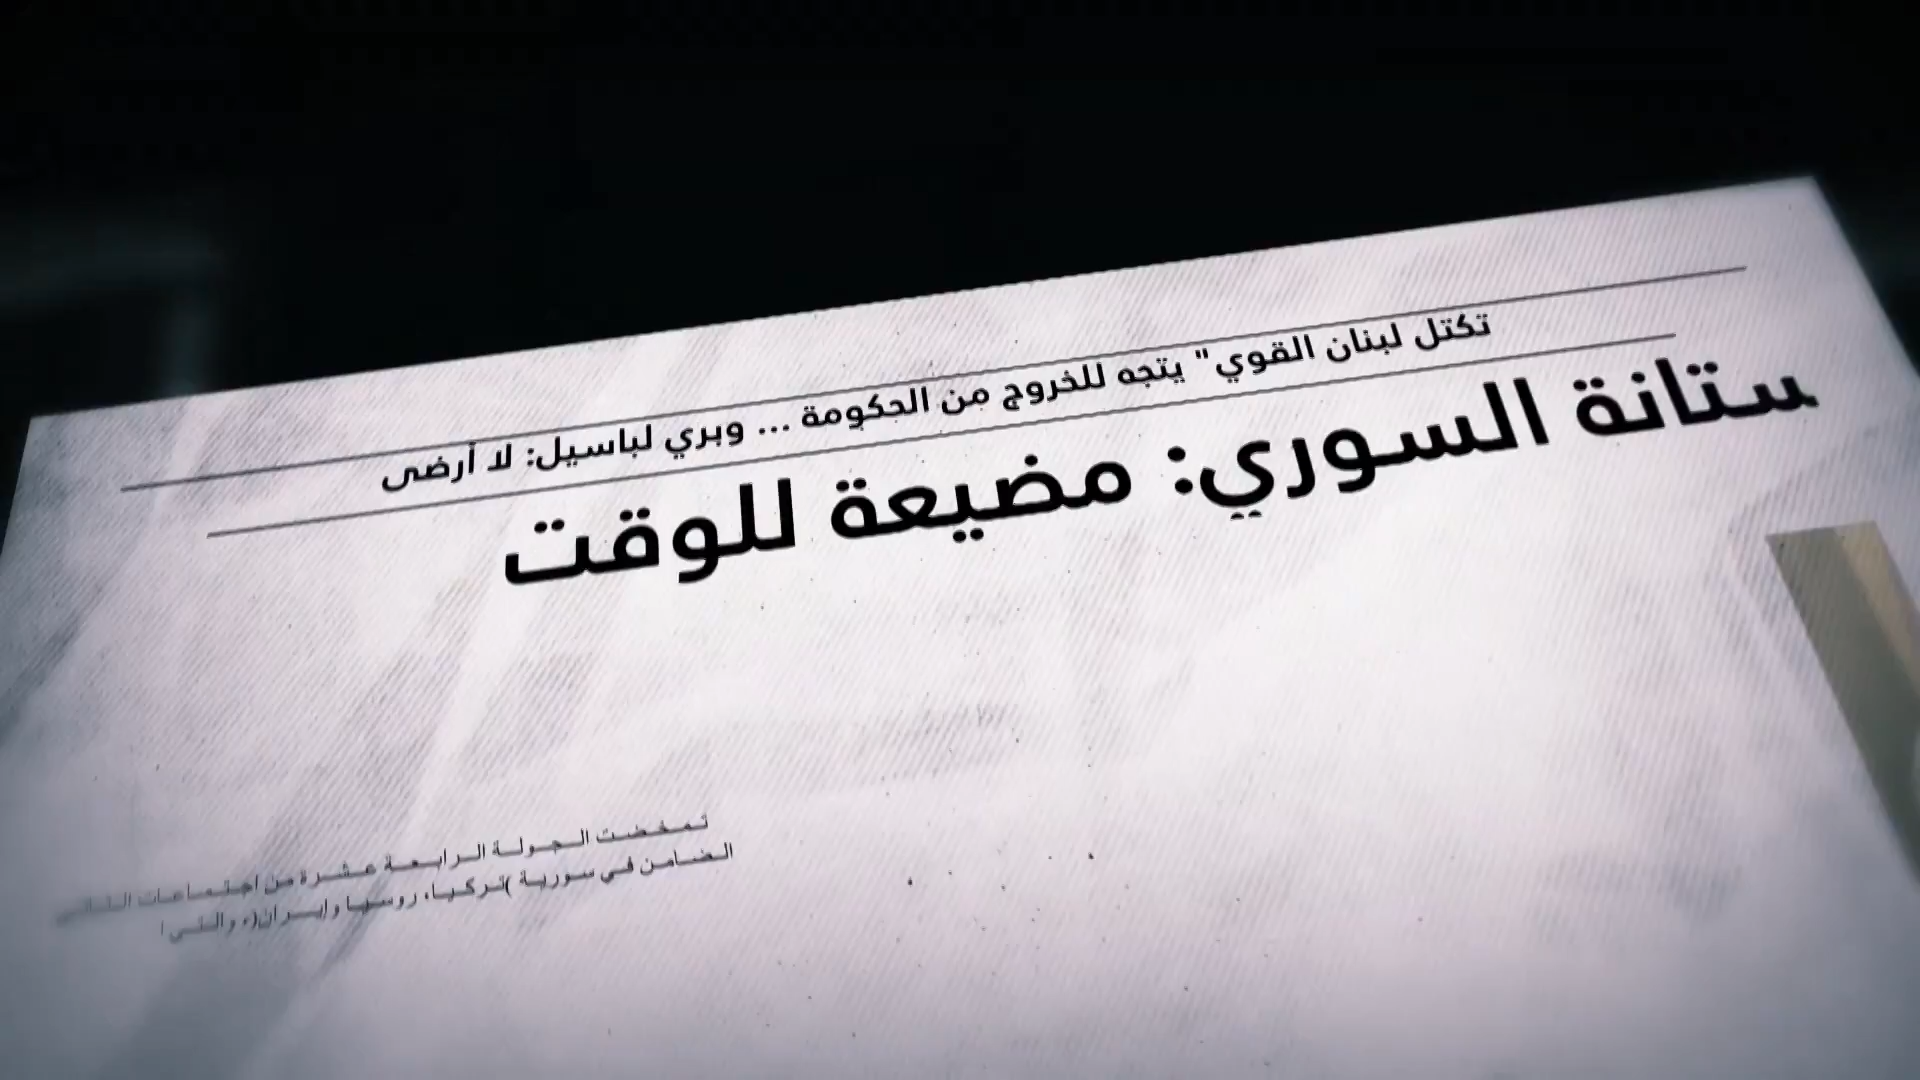 تكتل لبنان القوي" يتجه للخروج من الحكومة ... وبري لباسيل: لا أرضى
ستانة السوري: مضيعة للوقت
تمخضت الجولة الرابعة عشرة من اجتماعات الثلاثي
الضامن في سورية )تركيا، روسيا وإيران(، والتي